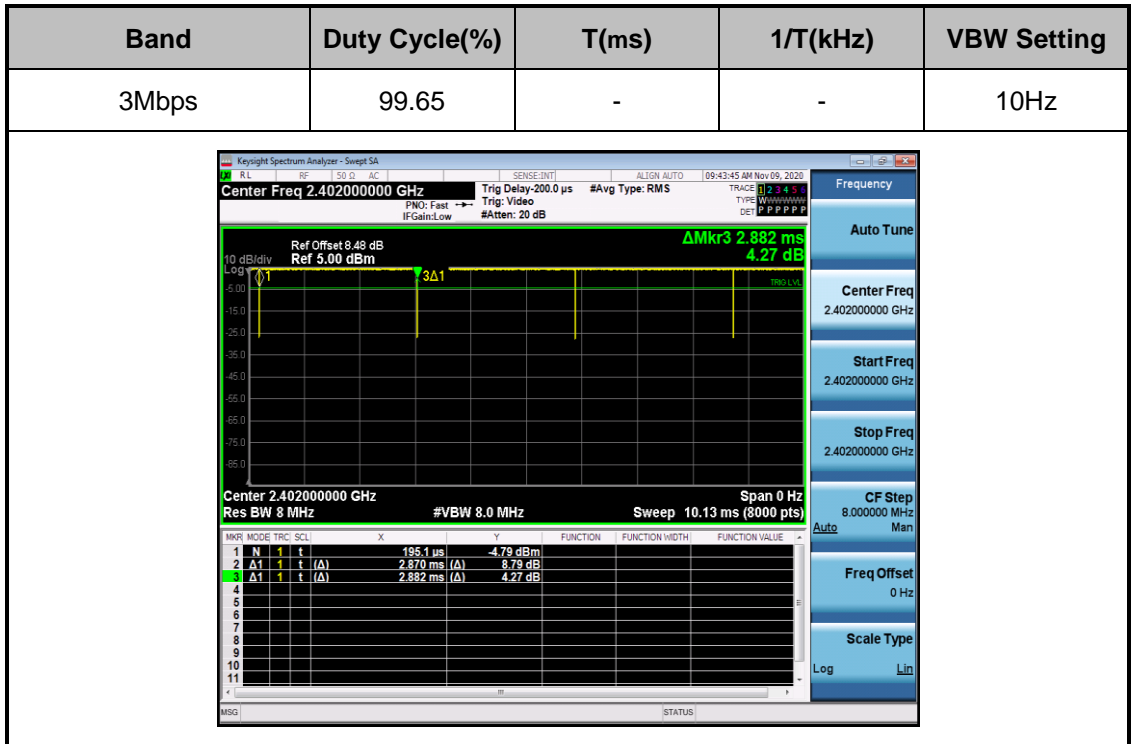 Band Duty Cycle(%) T(ms) 1/T(kHz) VBW Setting
3Mbps 99.65 - - 10Hz
Keysight Spectrum Analyzer - Swept SA
RL RF 50 Ω AC SENSE:INT ALIGN AUTO 09:43:45 AM Nov 09, 2020
Center Freq 2.402000000 GHz
PNO: Fast
IFGain:Low
Trig Delay-200.0 µs
Trig: Video
#Atten: 20 dB
#Avg Type: RMS
TRACE 1 2 3 4 5 6
TYPE WWWWWW
DET P P P P P P
Frequency
ΔMkr3 2.882 ms
4.27 dB
Ref Offset 8.48 dB
10 dB/div Ref 5.00 dBm
Log
1
3Δ1
TRIG LVL
-5.00
-15.0
-25.0
-35.0
-45.0
-55.0
-65.0
-75.0
-85.0
Center 2.402000000 GHz Span 0 Hz
Res BW 8 MHz #VBW 8.0 MHz Sweep 10.13 ms (8000 pts)
MKR MODE TRC SCL X Y FUNCTION FUNCTION WIDTH FUNCTION VALUE
1 N 1 t 195.1 µs -4.79 dBm
2 Δ1 1 t (Δ) 2.870 ms (Δ) 8.79 dB
3 Δ1 1 t (Δ) 2.882 ms (Δ) 4.27 dB
4
5
6
7
8
9
10
11
MSG STATUS
Auto Tune
Center Freq
2.402000000 GHz
Start Freq
2.402000000 GHz
Stop Freq
2.402000000 GHz
CF Step
8.000000 MHz
Auto Man
Freq Offset
0 Hz
Scale Type
Log Lin